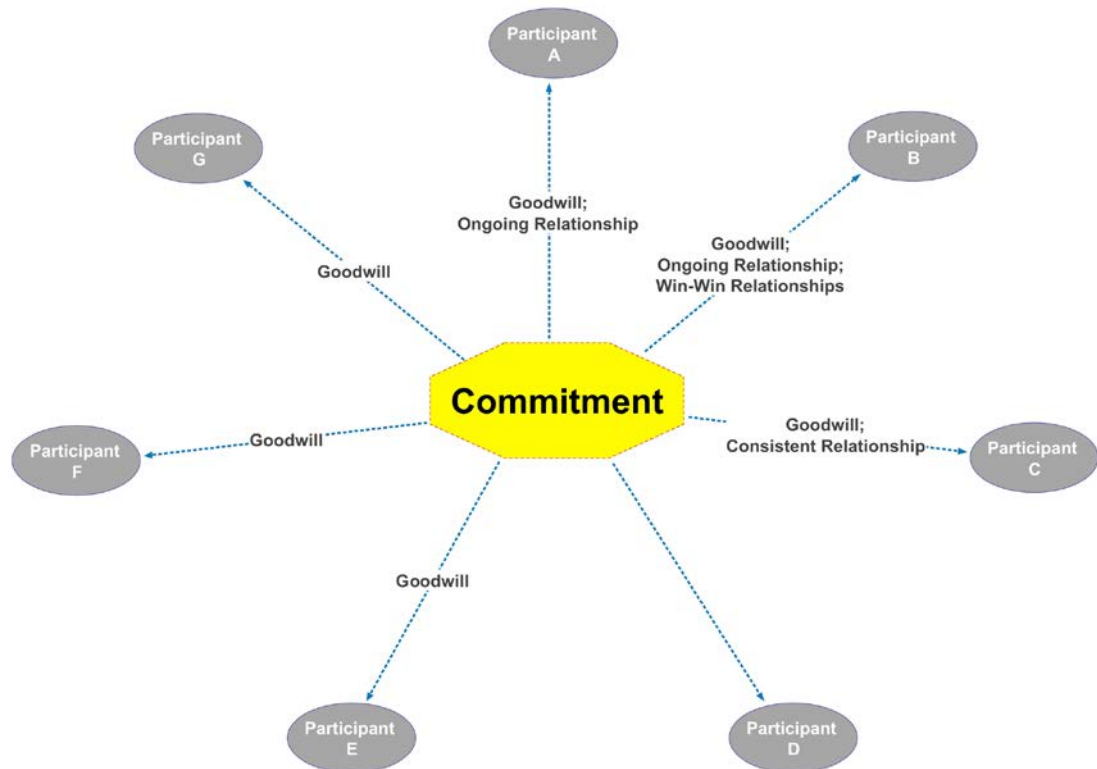 Participant
A
Participant
G
Participant
B
Goodwill;
Ongoing Relationship
Goodwill;
Ongoing Relationship;
Win-Win Relationships
Goodwill
Commitment
Goodwill;
Consistent Relationship
Goodwill
Participant
F
Participant
C
Goodwill
Participant
E
Participant
D